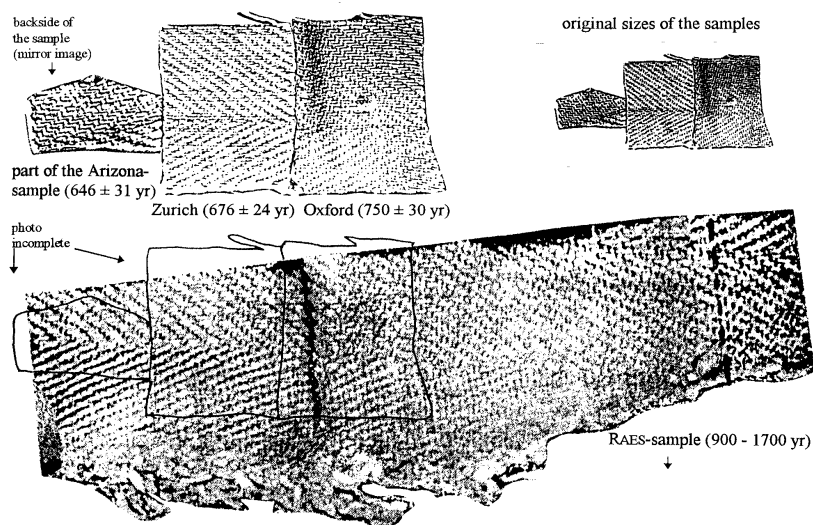 backside of
the sample
(mirror image)
original sizes of the samples
part of the Arizona-
sample (646 ± 31 yr)
Zurich (676 ± 24 yr) Oxford (750 ± 30 yr)
photo
incomplete
RAES-sample (900 - 1700 yr)